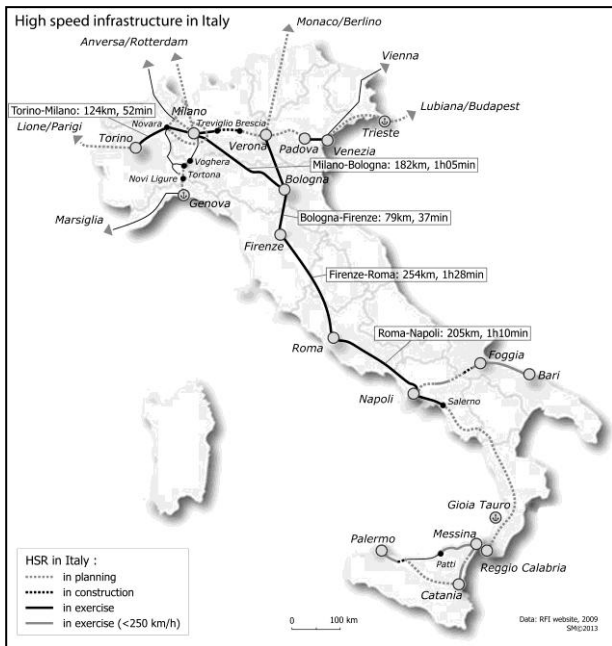 High speed infrastructure in Italy
Monaco/Berlino
Anversa/Rotterdam
Vienna
Lubiana/Budapest
Torino-Milano: 124km, 52min
Milano
Novara
Treviglio Brescia
Lione/Parigi
Torino
Verona
Padova
Venezia
Trieste
Voghera
Milano-Bologna: 182km, 1h05min
Novi Ligure
Tortona
Bologna
Genova
Bologna-Firenze: 79km, 37min
Marsiglia
Firenze
Firenze-Roma: 254km, 1h28min
Roma-Napoli: 205km, 1h10min
Roma
Foggia
Bari
Napoli
Salerno
Gioia Tauro
Messina
Palermo
Patti
Reggio Calabria
Catania
HSR in Italy :
in planning
in construction
in exercise
in exercise (<250 km/h)
0 100 km
Data: RFI website, 2009
SM©2013